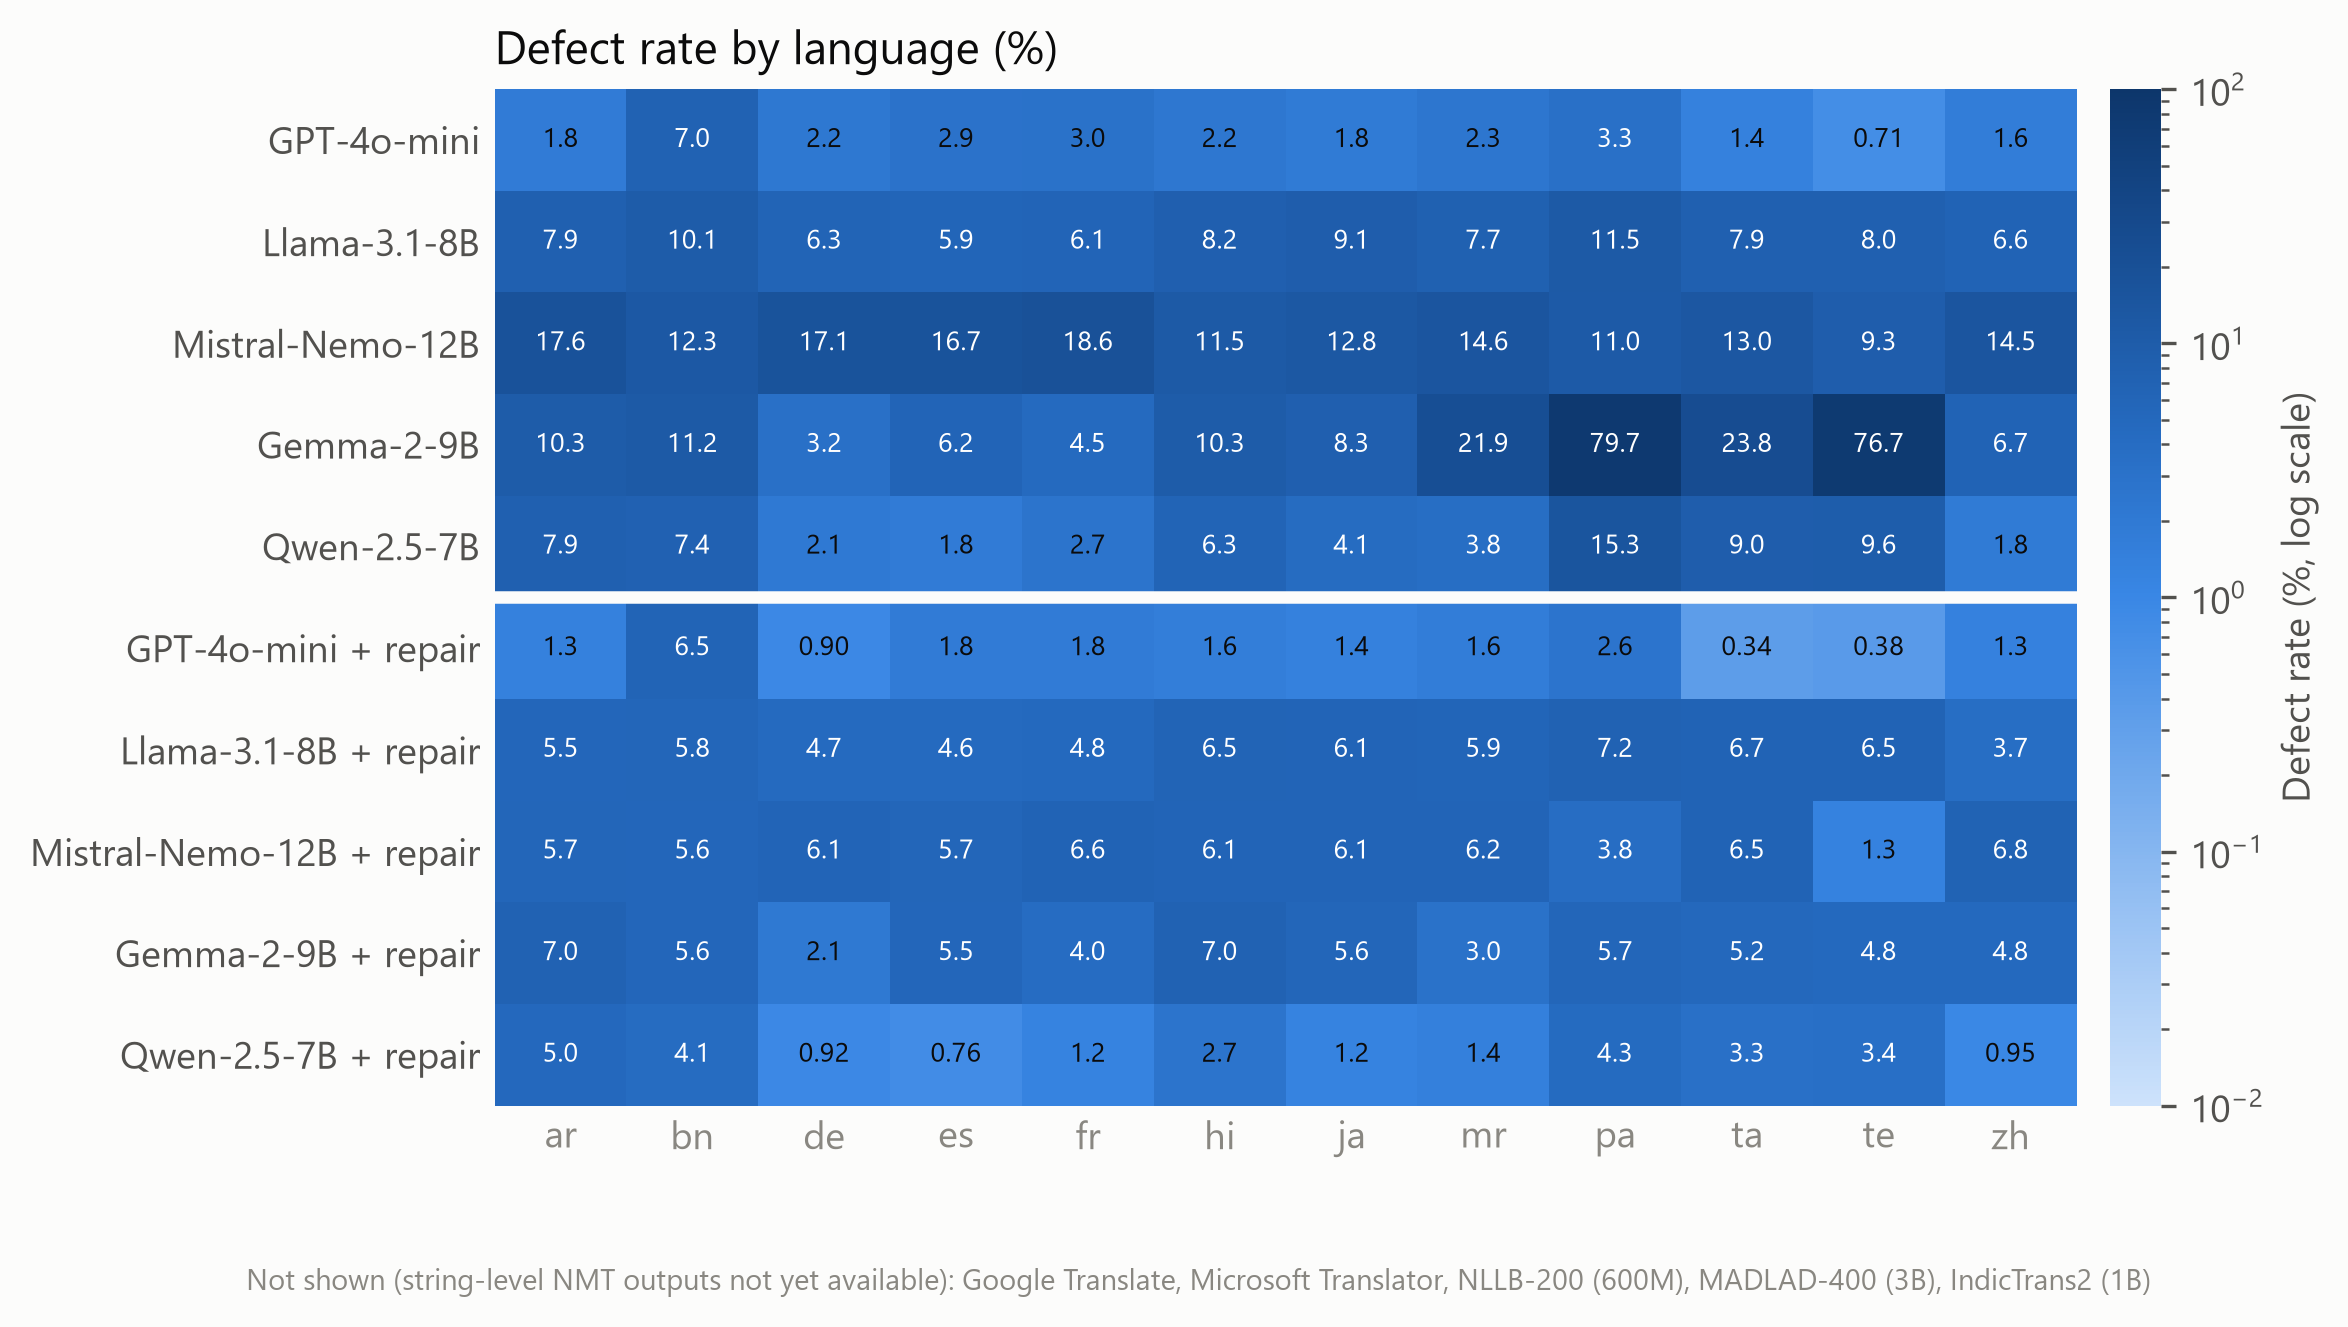 Defect rate by language (%)
GPT-4o-mini 1.8 7.0 2.2 2.9 3.0 2.2 1.8 2.3 3.3 1.4 0.71 1.6
Llama-3.1-8B 7.9 10.1 6.3 5.9 6.1 8.2 9.1 7.7 11.5 7.9 8.0 6.6
Mistral-Nemo-12B 17.6 12.3 17.1 16.7 18.6 11.5 12.8 14.6 11.0 13.0 9.3 14.5
Gemma-2-9B 10.3 11.2 3.2 6.2 4.5 10.3 8.3 21.9 79.7 23.8 76.7 6.7
Qwen-2.5-7B 7.9 7.4 2.1 1.8 2.7 6.3 4.1 3.8 15.3 9.0 9.6 1.8
GPT-4o-mini + repair 1.3 6.5 0.90 1.8 1.8 1.6 1.4 1.6 2.6 0.34 0.38 1.3
Llama-3.1-8B + repair 5.5 5.8 4.7 4.6 4.8 6.5 6.1 5.9 7.2 6.7 6.5 3.7
Mistral-Nemo-12B + repair 5.7 5.6 6.1 5.7 6.6 6.1 6.1 6.2 3.8 6.5 1.3 6.8
Gemma-2-9B + repair 7.0 5.6 2.1 5.5 4.0 7.0 5.6 3.0 5.7 5.2 4.8 4.8
Qwen-2.5-7B + repair 5.0 4.1 0.92 0.76 1.2 2.7 1.2 1.4 4.3 3.3 3.4 0.95
ar bn de es fr hi ja mr pa ta te zh
10²
10¹
10⁰
10⁻¹
10⁻²
Defect rate (%, log scale)
Not shown (string-level NMT outputs not yet available): Google Translate, Microsoft Translator, NLLB-200 (600M), MADLAD-400 (3B), IndicTrans2 (1B)